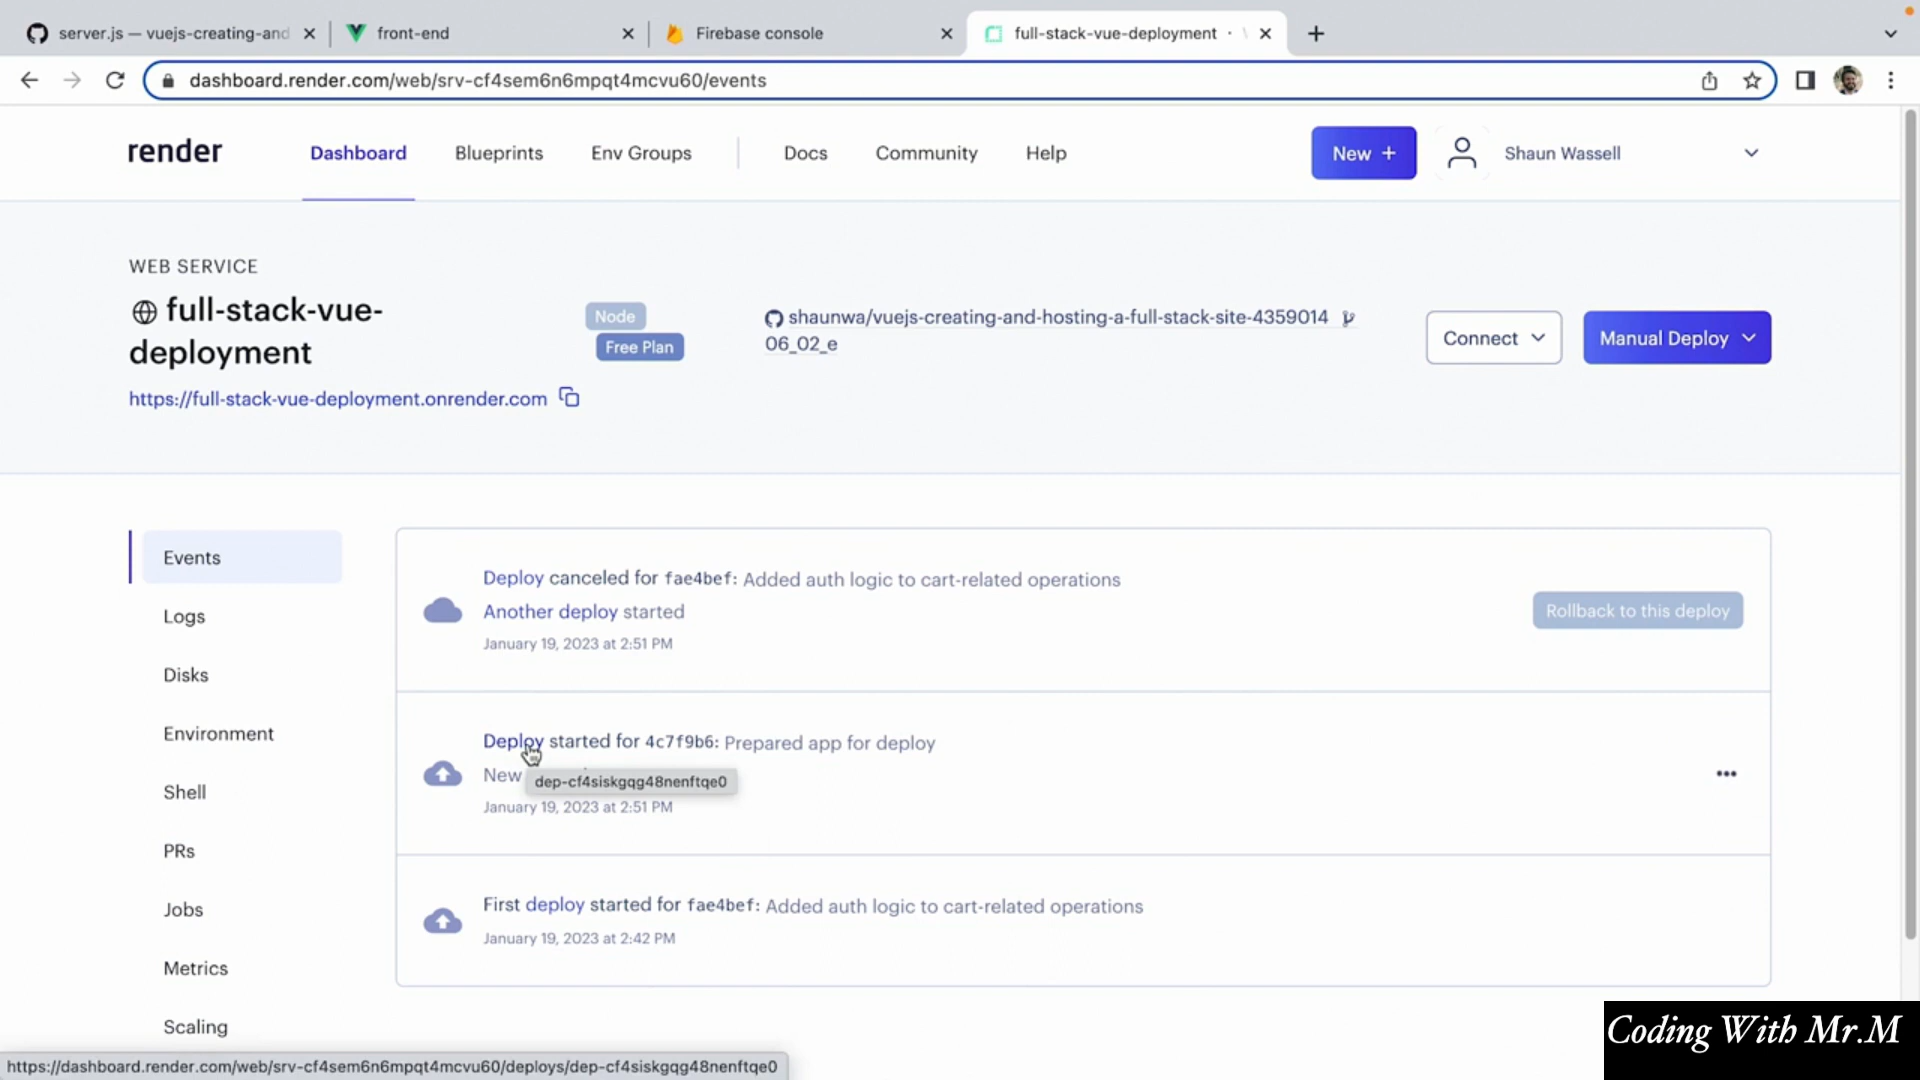 server.js — vuejs-creating-and
front-end
Firebase console
full-stack-vue-deployment ·
dashboard.render.com/web/srv-cf4sem6n6mpqt4mcvu60/events
render
Dashboard
Blueprints
Env Groups
Docs
Community
Help
New +
Shaun Wassell
WEB SERVICE
full-stack-vue-
deployment
Node
Free Plan
shaunwa/vuejs-creating-and-hosting-a-full-stack-site-4359014
06_02_e
Connect
Manual Deploy
https://full-stack-vue-deployment.onrender.com
Events
Logs
Disks
Environment
Shell
PRs
Jobs
Metrics
Scaling
Deploy canceled for fae4bef: Added auth logic to cart-related operations
Another deploy started
January 19, 2023 at 2:51 PM
Rollback to this deploy
Deploy started for 4c7f9b6: Prepared app for deploy
New
dep-cf4siskgqg48nenftqe0
January 19, 2023 at 2:51 PM
First deploy started for fae4bef: Added auth logic to cart-related operations
January 19, 2023 at 2:42 PM
https://dashboard.render.com/web/srv-cf4sem6n6mpqt4mcvu60/deploys/dep-cf4siskgqg48nenftqe0
Coding With Mr.M